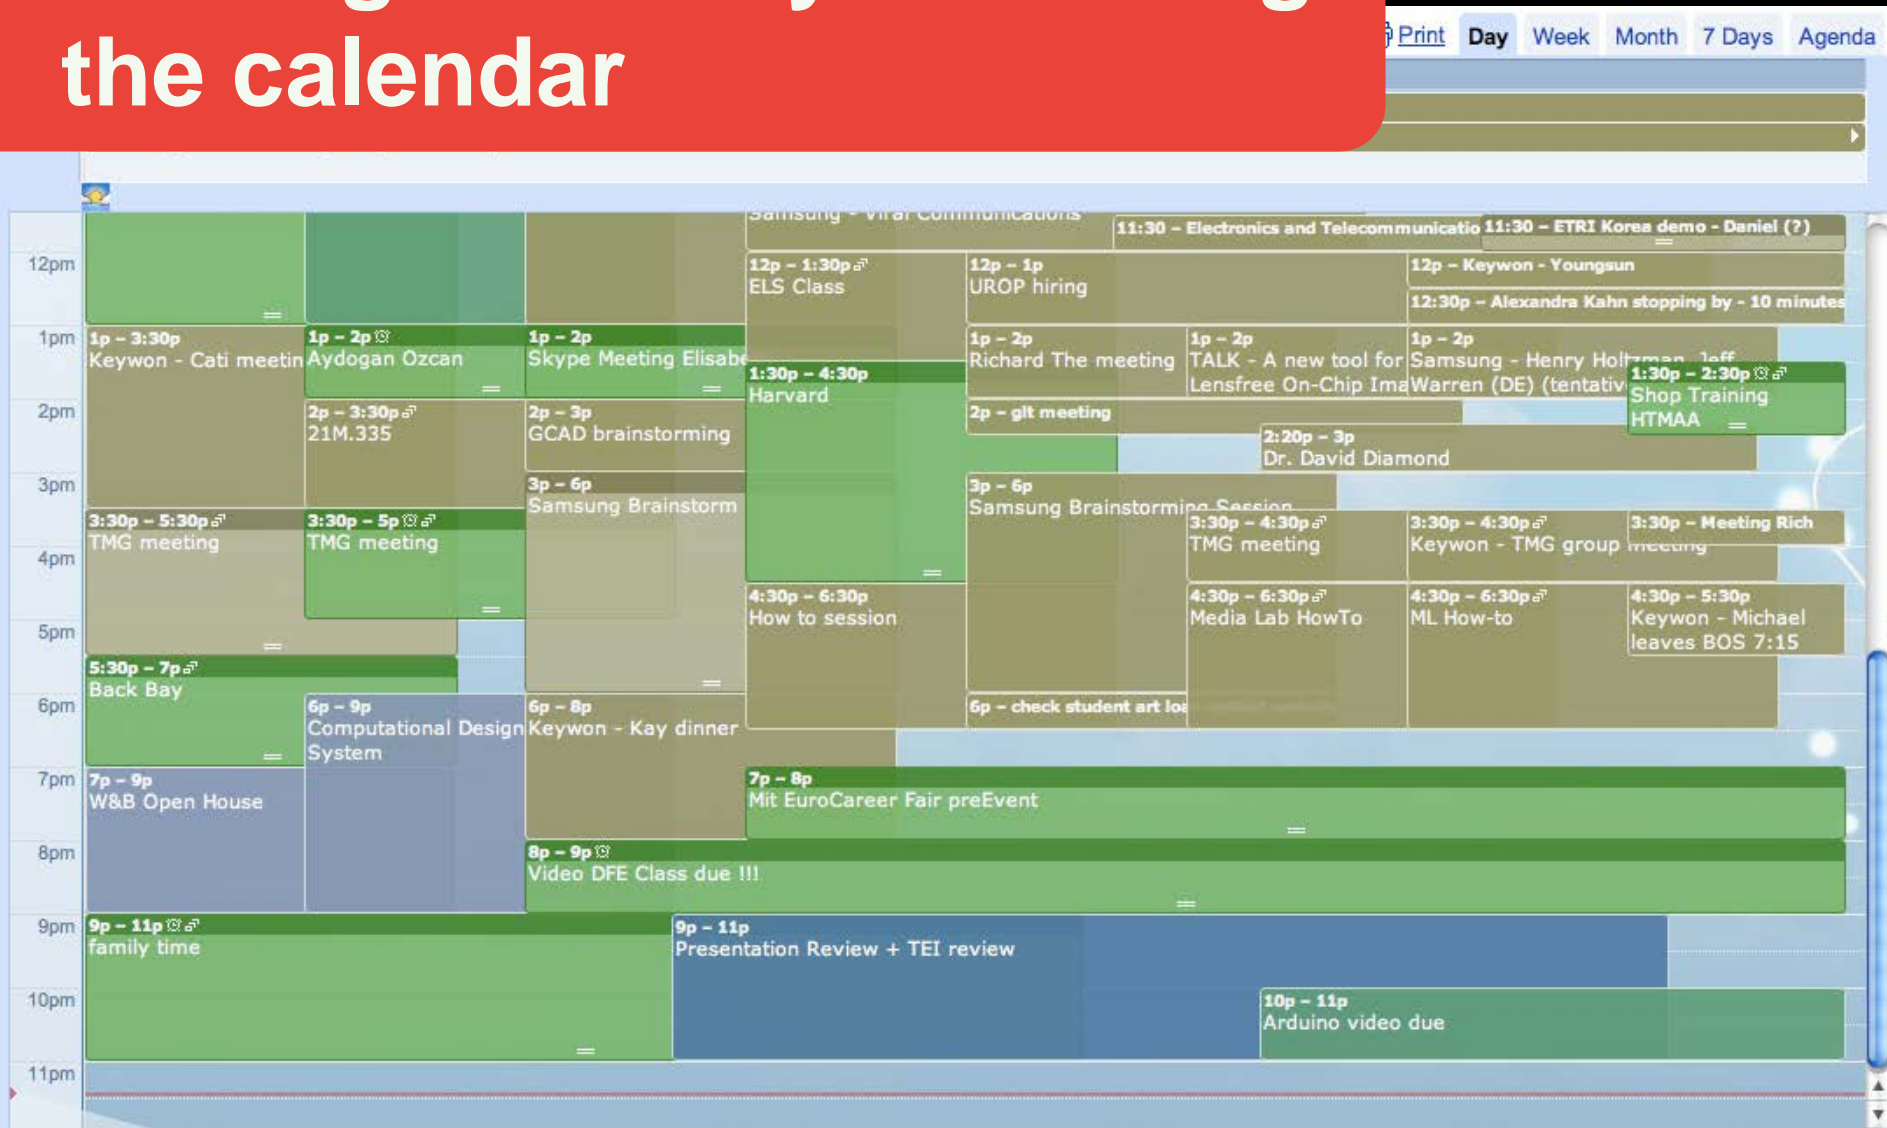 the calendar
Print Day Week Month 7 Days Agenda
Samsung - Viral Communications
11:30 – Electronics and Telecommunicatio
11:30 – ETRI Korea demo - Daniel (?)
12pm
12p – 1:30p
ELS Class
12p – 1p
UROP hiring
12p – Keywon - Youngsun
12:30p – Alexandra Kahn stopping by - 10 minutes
1pm
1p – 3:30p
Keywon - Cati meetin
1p – 2p
Aydogan Ozcan
1p – 2p
Skype Meeting Elisabe
1:30p – 4:30p
Harvard
1p – 2p
Richard The meeting
1p – 2p
TALK - A new tool for
Lensfree On-Chip Ima
1p – 2p
Samsung - Henry Holtzman, Jeff
Warren (DE) (tentativ
1:30p – 2:30p
Shop Training
HTMAA
2pm
2p – 3:30p
21M.335
2p – 3p
GCAD brainstorming
2p – glt meeting
2:20p – 3p
Dr. David Diamond
3pm
3p – 6p
Samsung Brainstorm
3p – 6p
Samsung Brainstorming Session
3:30p – 5:30p
TMG meeting
3:30p – 5p
TMG meeting
3:30p – 4:30p
TMG meeting
3:30p – 4:30p
Keywon - TMG group meeting
3:30p – Meeting Rich
4pm
4:30p – 6:30p
How to session
4:30p – 6:30p
Media Lab HowTo
4:30p – 6:30p
ML How-to
4:30p – 5:30p
Keywon - Michael
leaves BOS 7:15
5pm
5:30p – 7p
Back Bay
6pm
6p – 9p
Computational Design
System
6p – 8p
Keywon - Kay dinner
6p – check student art loa
7pm
7p – 9p
W&B Open House
7p – 8p
Mit EuroCareer Fair preEvent
8pm
8p – 9p
Video DFE Class due !!!
9pm
9p – 11p
family time
9p – 11p
Presentation Review + TEI review
10pm
10p – 11p
Arduino video due
11pm